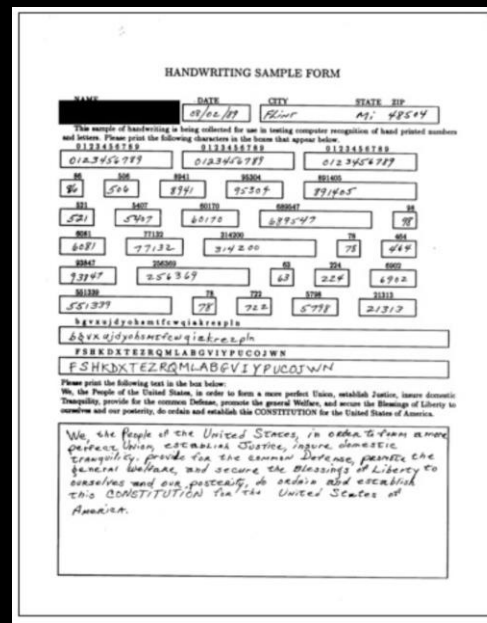 HANDWRITING SAMPLE FORM
NAME DATE CITY STATE ZIP
08/02/89 FLINT Mi 48504
This sample of handwriting is being collected for use in testing computer recognition of hand printed numbers
and letters. Please print the following characters in the boxes that appear below.
0123456789 0123456789 0123456789
0123456789 0123456789 0123456789
86 506 8941 95304 891405
86 506 8941 95304 891405
521 5407 60170 689547 98
521 5407 60170 689547 98
6081 77132 314200 78 464
6081 77132 314200 78 464
93847 256369 63 224 6902
93847 256369 63 224 6902
551339 78 722 5798 21313
551339 78 722 5798 21313
FSHKDXTEZRQMLABGVIYPUCOJWN
FSHKDXTEZRQMLABGVIYPUCOJWN
Please print the following text in the box below:
We, the People of the United States, in order to form a more perfect Union, establish Justice, insure domestic
Tranquility, provide for the common Defense, promote the general Welfare, and secure the Blessings of Liberty to
ourselves and our posterity, do ordain and establish this CONSTITUTION for the United States of America.
We, the People of the United States, in order to form a more
perfect Union, establish Justice, insure domestic
tranquility, provide for the common Defense, promote the
general Welfare, and secure the Blessings of Liberty to
ourselves and our posterity, do ordain and establish
this CONSTITUTION for the United States of
America.